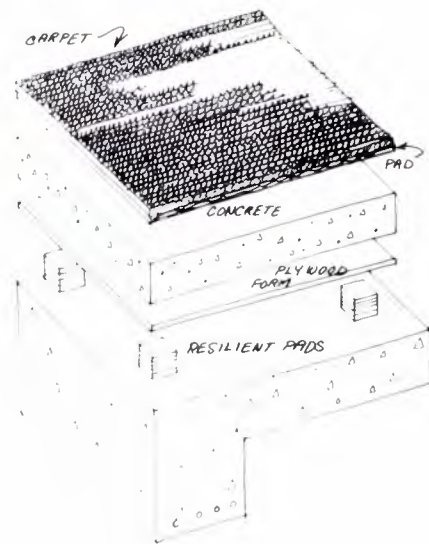 CARPET
PAD
CONCRETE
PLYWOOD
FORM
RESILIENT PADS